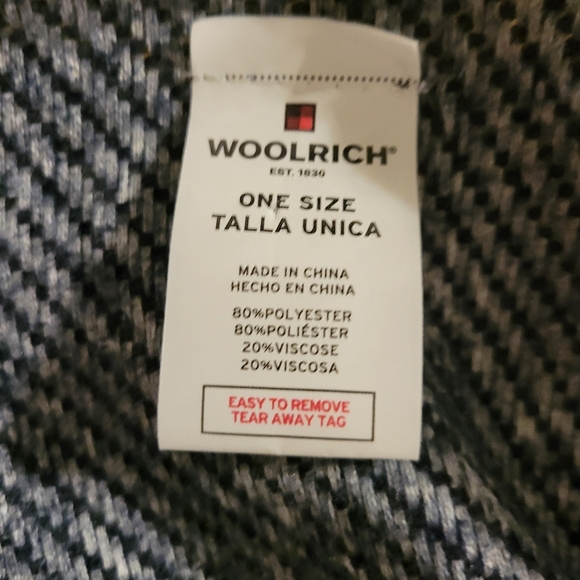 WOOLRICH®
EST. 1830
ONE SIZE
TALLA UNICA
MADE IN CHINA
HECHO EN CHINA
80%POLYESTER
80%POLIÉSTER
20%VISCOSE
20%VISCOSA
EASY TO REMOVE
TEAR AWAY TAG